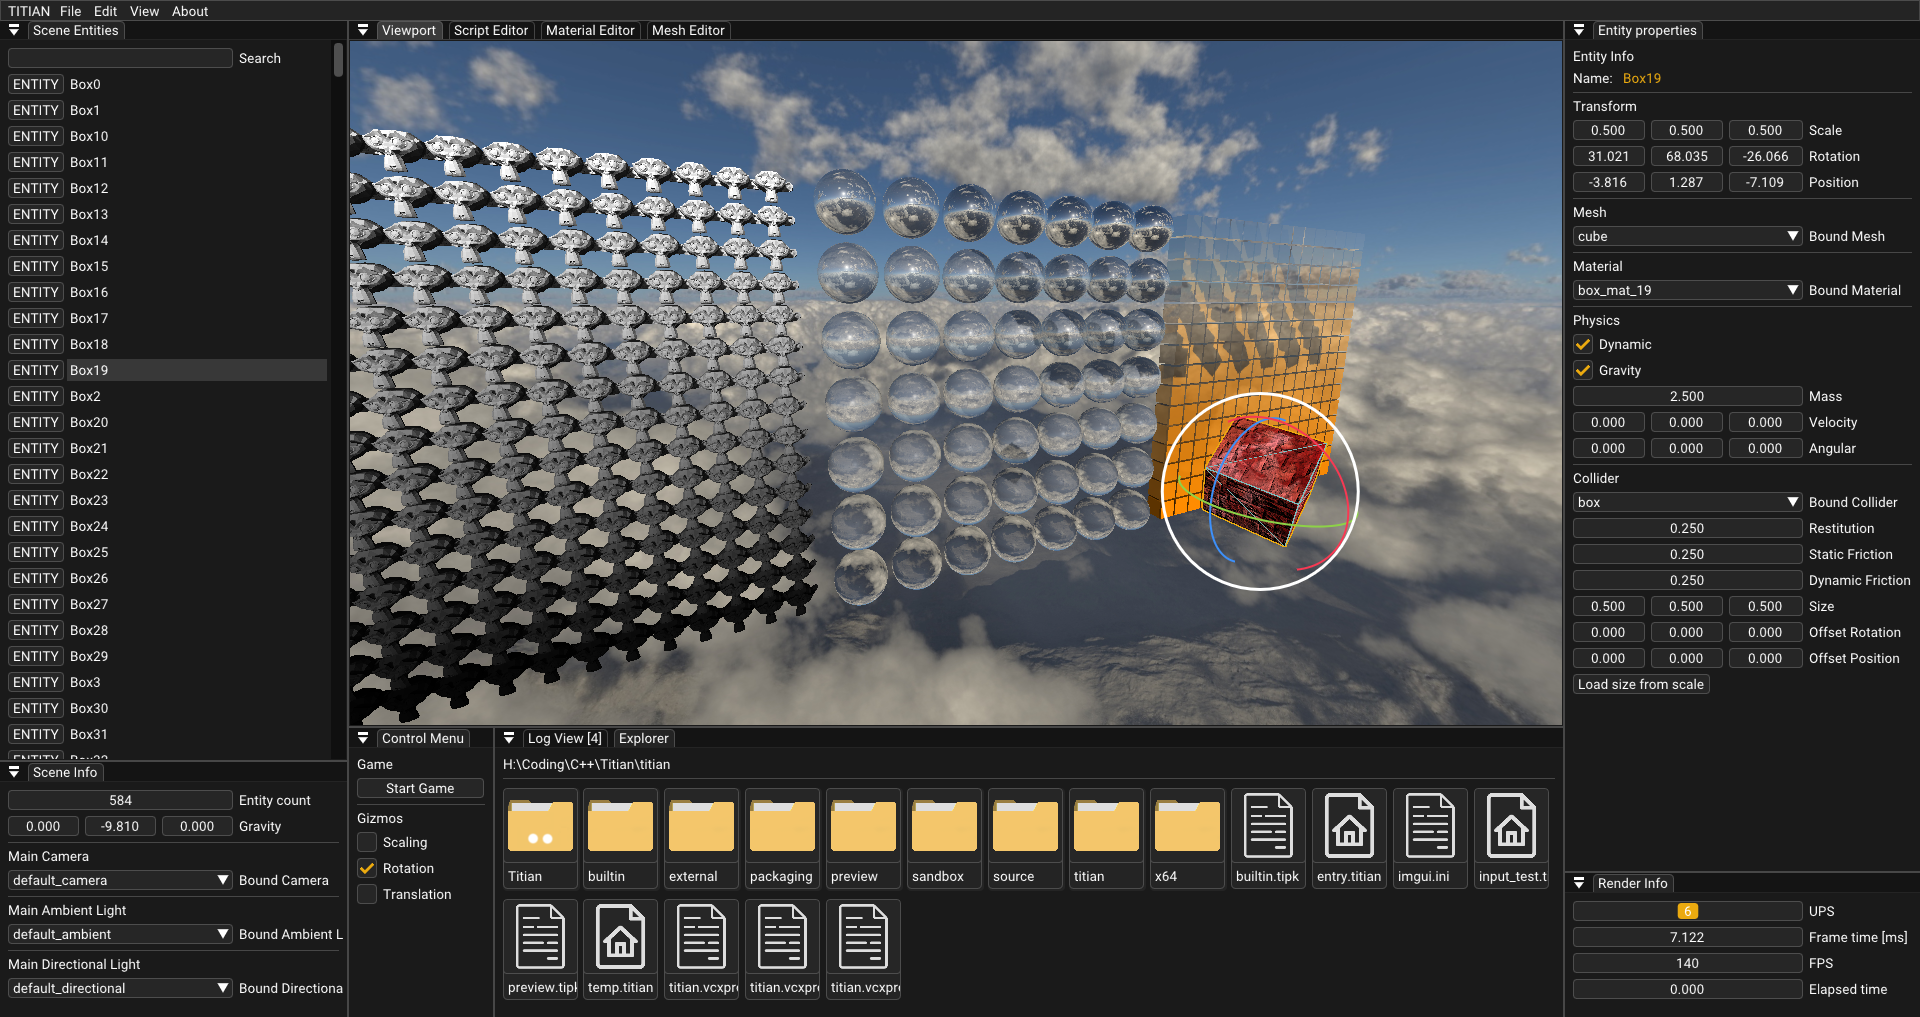 TITIAN File Edit View About
Scene Entities
Search
ENTITY Box0
ENTITY Box1
ENTITY Box10
ENTITY Box11
ENTITY Box12
ENTITY Box13
ENTITY Box14
ENTITY Box15
ENTITY Box16
ENTITY Box17
ENTITY Box18
ENTITY Box19
ENTITY Box2
ENTITY Box20
ENTITY Box21
ENTITY Box22
ENTITY Box23
ENTITY Box24
ENTITY Box25
ENTITY Box26
ENTITY Box27
ENTITY Box28
ENTITY Box29
ENTITY Box3
ENTITY Box30
ENTITY Box31
Scene Info
584 Entity count
0.000 -9.810 0.000 Gravity
Main Camera
default_camera Bound Camera
Main Ambient Light
default_ambient Bound Ambient L
Main Directional Light
default_directional Bound Directiona
Viewport Script Editor Material Editor Mesh Editor
Control Menu
Game
Start Game
Gizmos
Scaling
Rotation
Translation
Log View [4] Explorer
H:\Coding\C++\Titian\titian
Titian builtin external packaging preview sandbox source titian x64 builtin.tipk entry.titian imgui.ini input_test.t
preview.tipk temp.titian titian.vcxpr titian.vcxpr titian.vcxpr
Entity properties
Entity Info
Name: Box19
Transform
0.500 0.500 0.500 Scale
31.021 68.035 -26.066 Rotation
-3.816 1.287 -7.109 Position
Mesh
cube Bound Mesh
Material
box_mat_19 Bound Material
Physics
Dynamic
Gravity
2.500 Mass
0.000 0.000 0.000 Velocity
0.000 0.000 0.000 Angular
Collider
box Bound Collider
0.250 Restitution
0.250 Static Friction
0.250 Dynamic Friction
0.500 0.500 0.500 Size
0.000 0.000 0.000 Offset Rotation
0.000 0.000 0.000 Offset Position
Load size from scale
Render Info
6 UPS
7.122 Frame time [ms]
140 FPS
0.000 Elapsed time